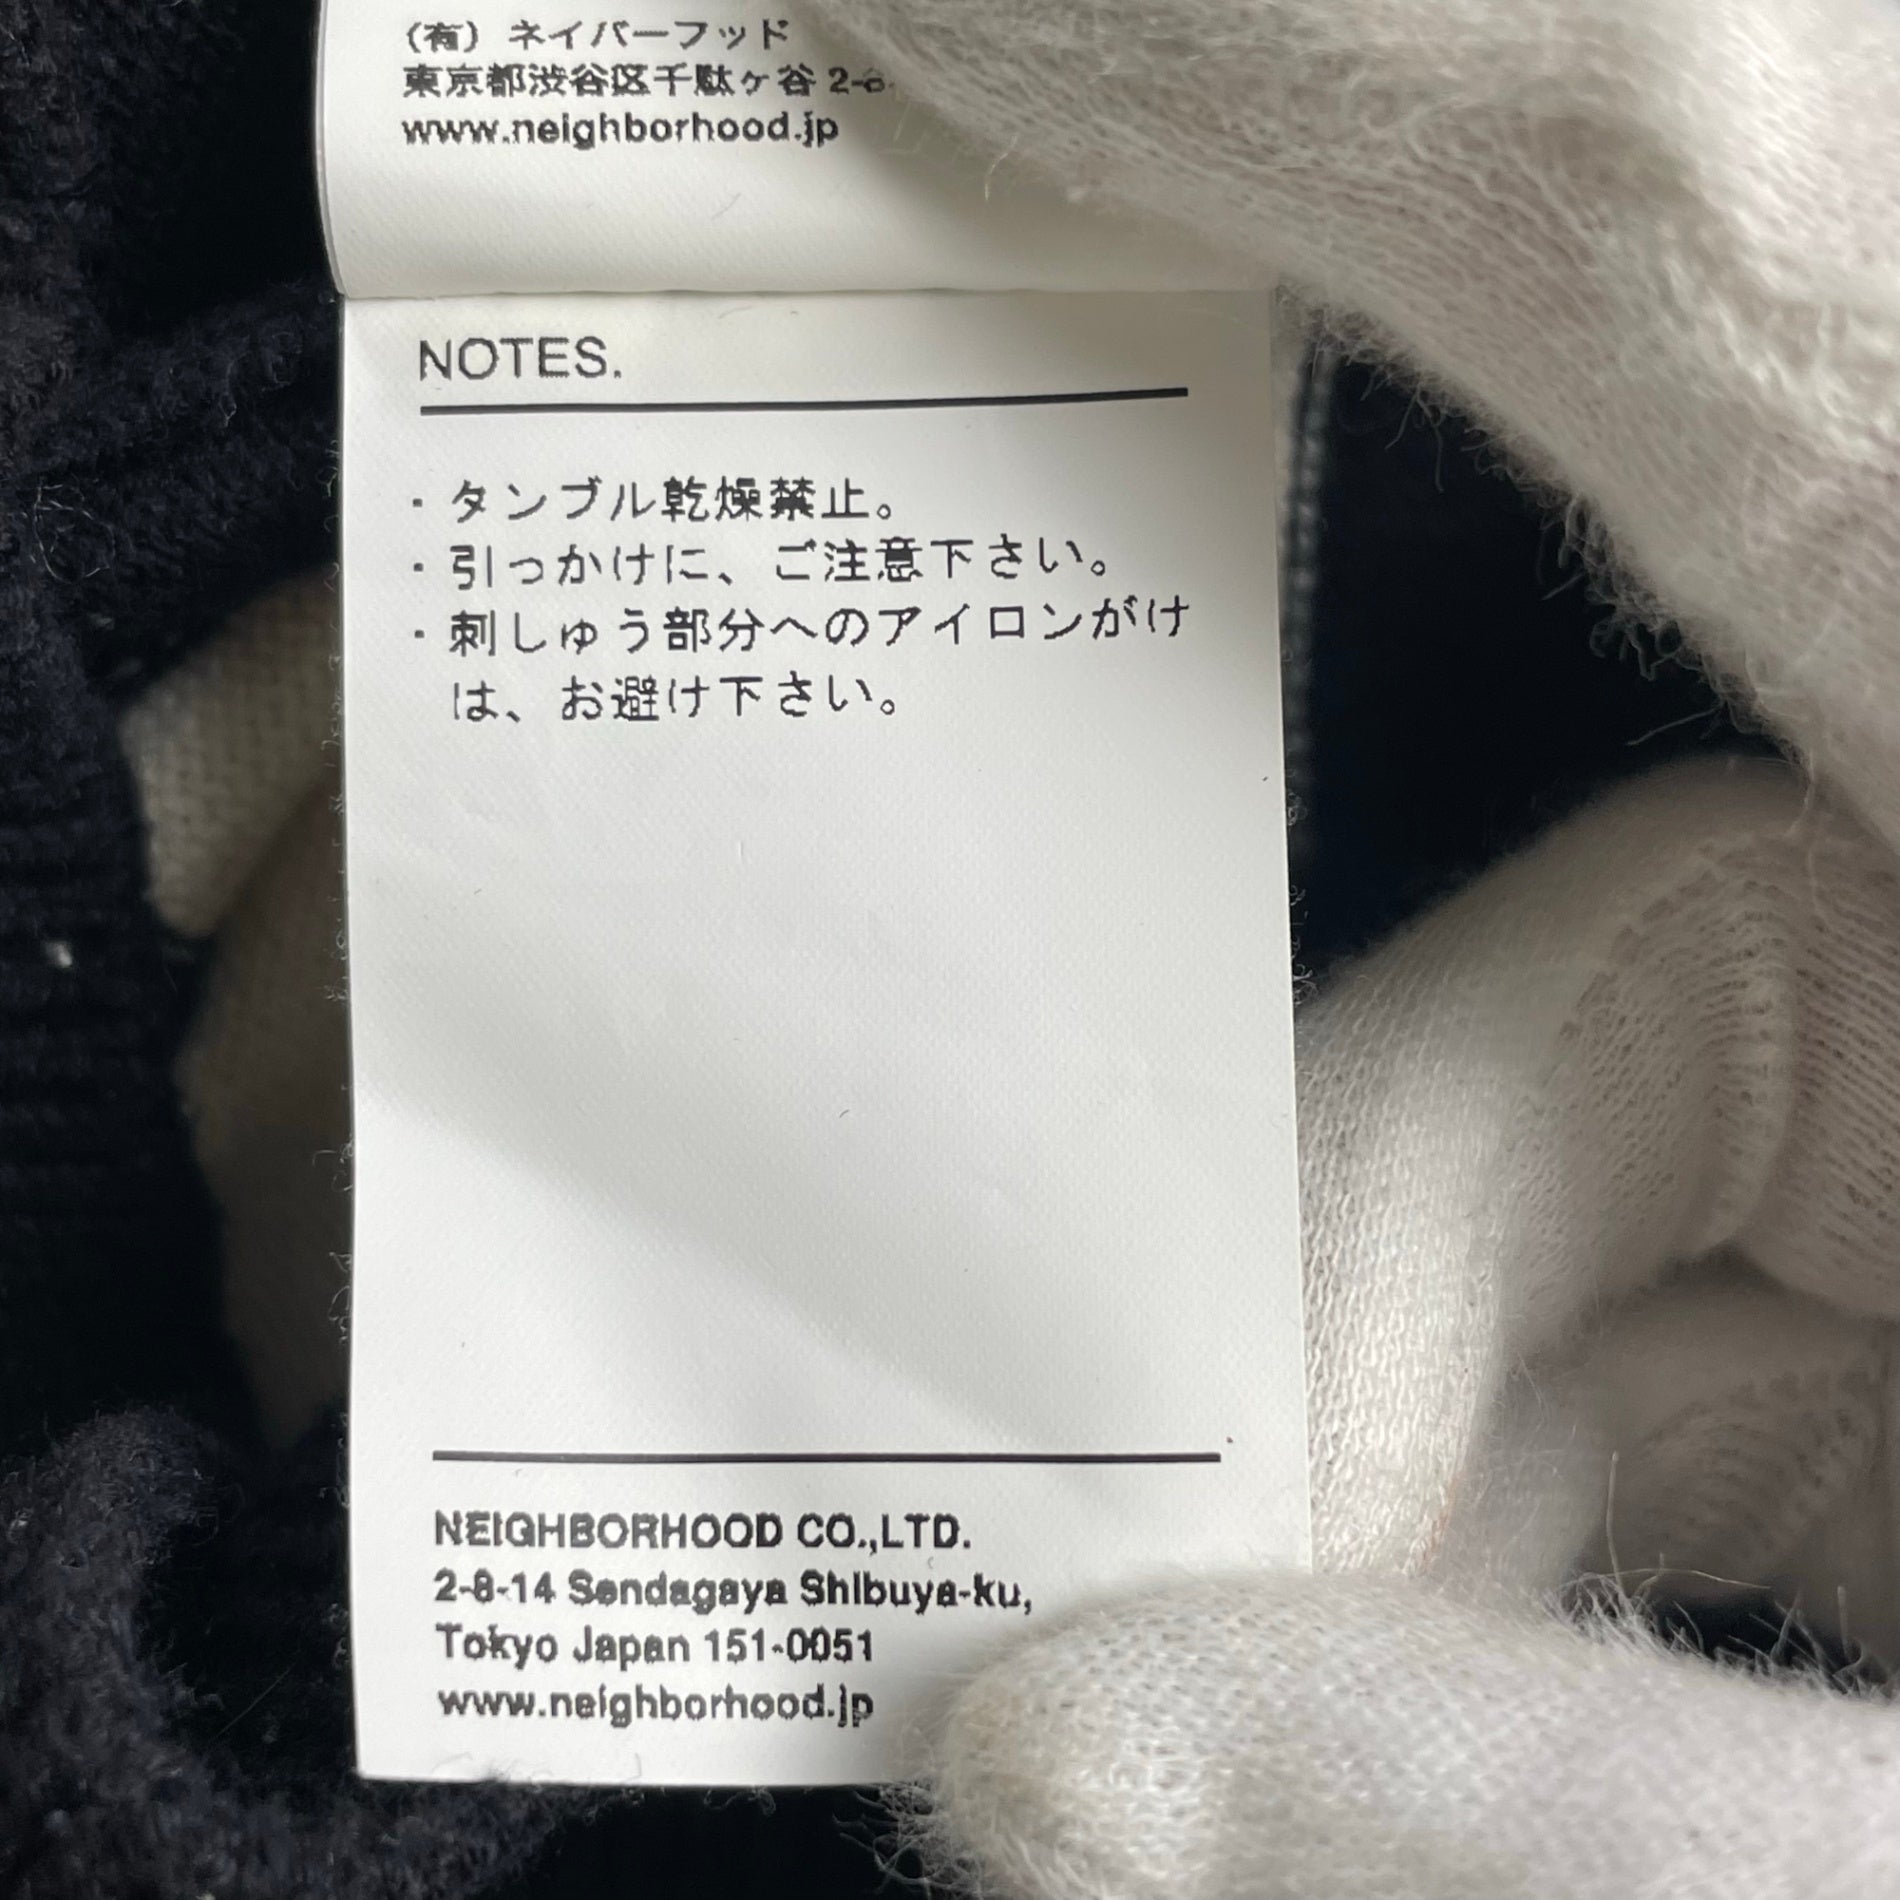 (有) ネイバーフッド
東京都渋谷区千駄ヶ谷
www.neighborhood.jp
NOTES.
・タンブル乾燥禁止。
・引っかけに、ご注意下さい。
・刺しゅう部分へのアイロンがけ
は、お避け下さい。
NEIGHBORHOOD CO.,LTD.
2-8-14 Sendagaya Shibuya-ku,
Tokyo Japan 151-0051
www.neighborhood.jp